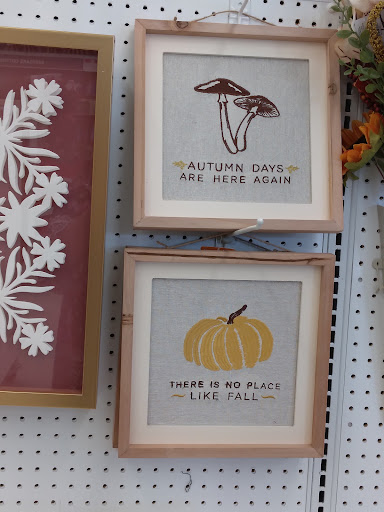 AUTUMN DAYS
ARE HERE AGAIN
THERE IS NO PLACE
LIKE FALL